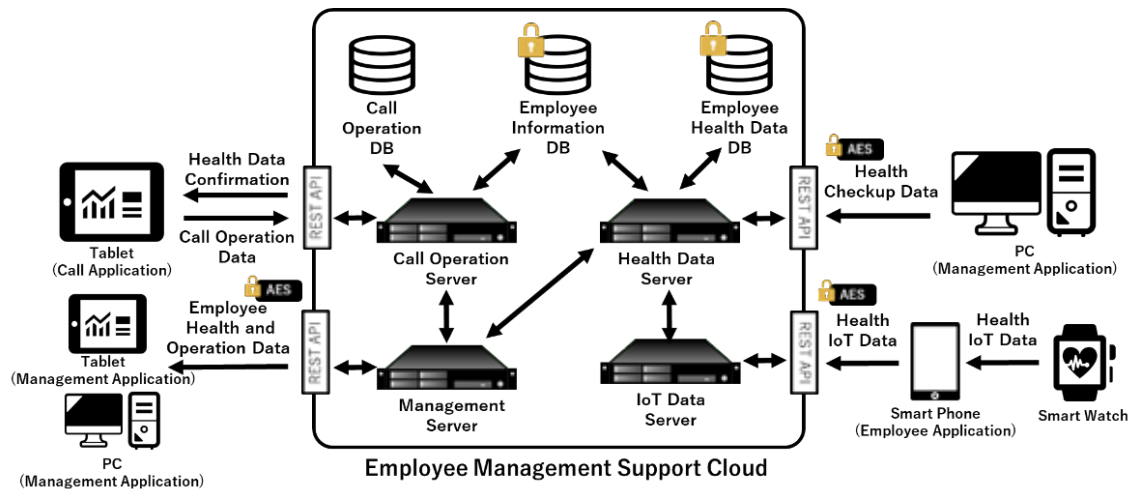 Call
Operation
DB
Employee
Information
DB
Employee
Health Data
DB
Health Data
Confirmation
Call Operation
Data
Tablet
(Call Application)
REST API
Call Operation
Server
Health Data
Server
REST API
AES
Health
Checkup Data
PC
(Management Application)
AES
Employee
Health and
Operation Data
Tablet
(Management Application)
PC
(Management Application)
REST API
Management
Server
IoT Data
Server
REST API
AES
Health
IoT Data
Smart Phone
(Employee Application)
Health
IoT Data
Smart Watch
Employee Management Support Cloud